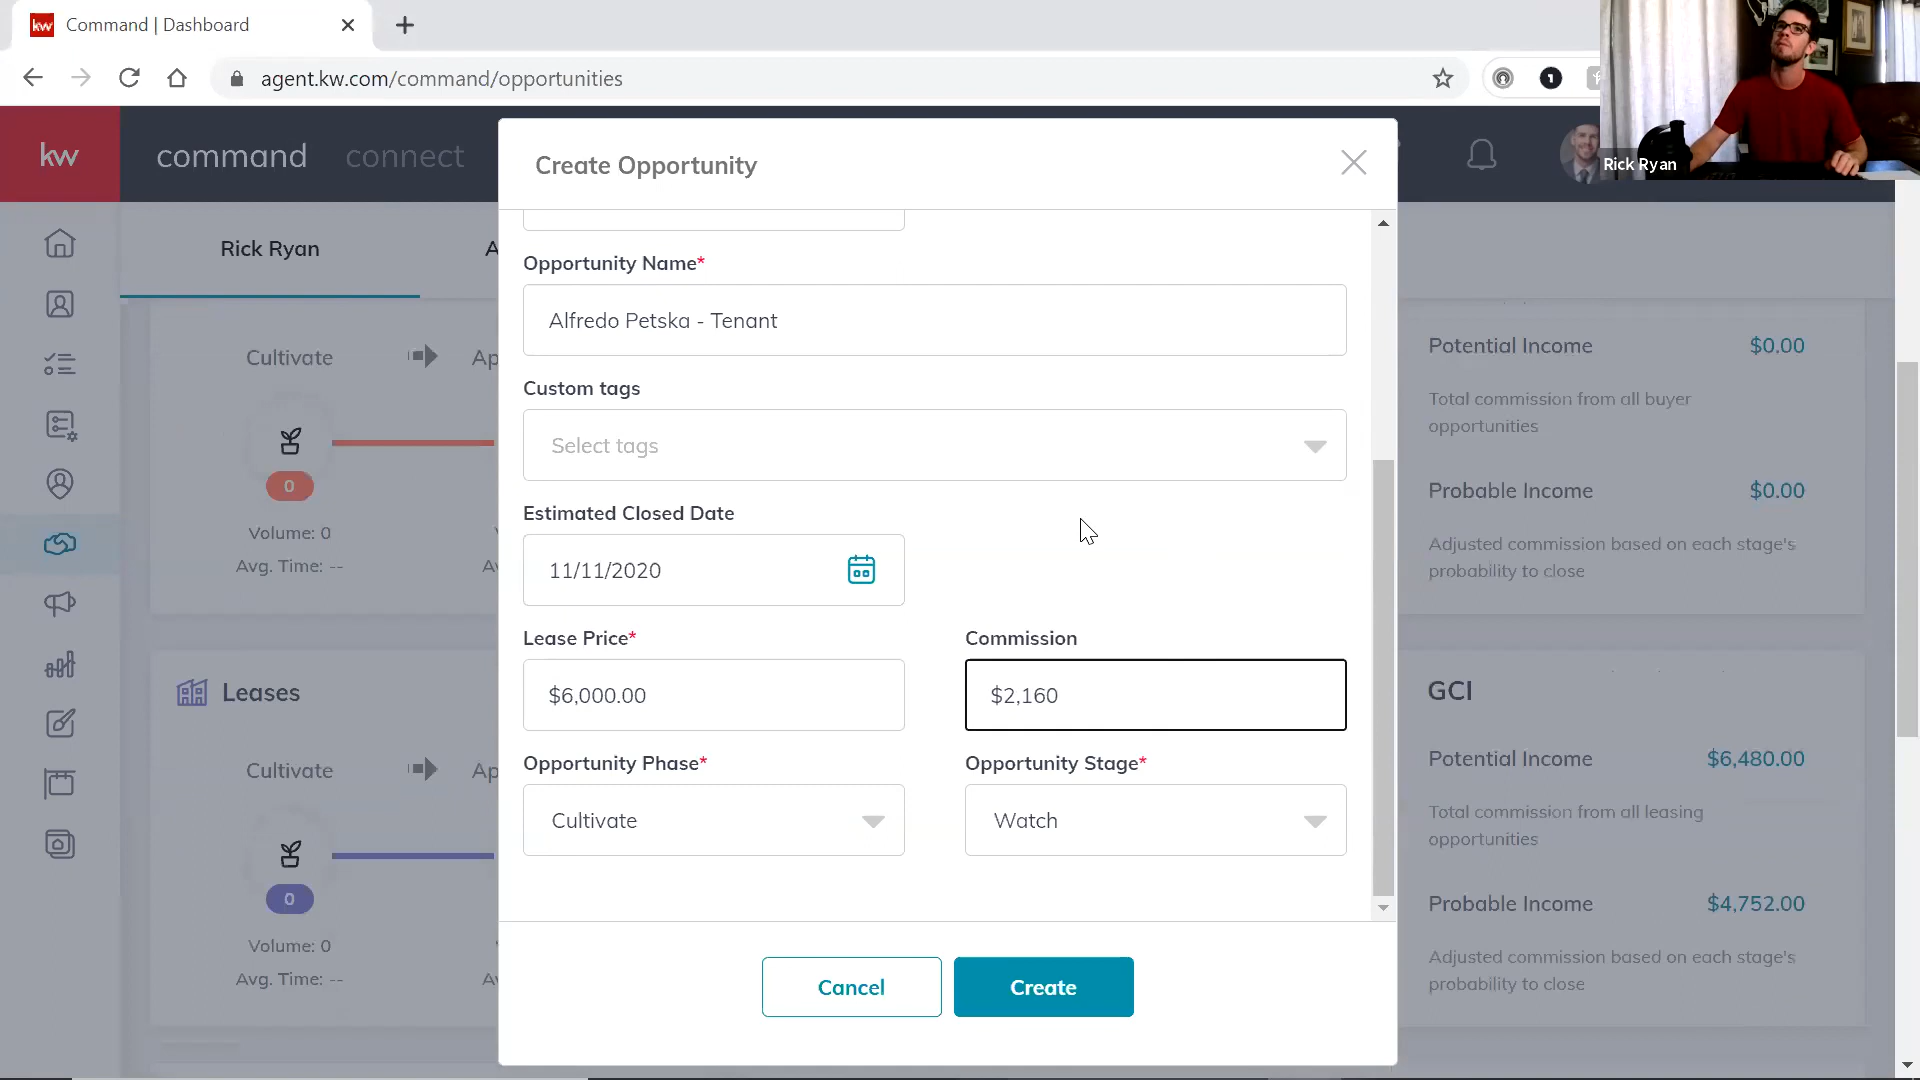 kw Command | Dashboard
agent.kw.com/command/opportunities
1
Rick Ryan
kw command connect
Create Opportunity
Rick Ryan
Opportunity Name*
Alfredo Petska - Tenant
Custom tags
Select tags
Estimated Closed Date
11/11/2020
Lease Price*
$6,000.00
Commission
$2,160
Opportunity Phase*
Cultivate
Opportunity Stage*
Watch
Cancel
Create
Cultivate
Ap
0
Volume: 0
Avg. Time: --
Leases
Cultivate
Ap
0
Volume: 0
Avg. Time: --
Potential Income $0.00
Total commission from all buyer
opportunities
Probable Income $0.00
Adjusted commission based on each stage's
probability to close
GCI
Potential Income $6,480.00
Total commission from all leasing
opportunities
Probable Income $4,752.00
Adjusted commission based on each stage's
probability to close